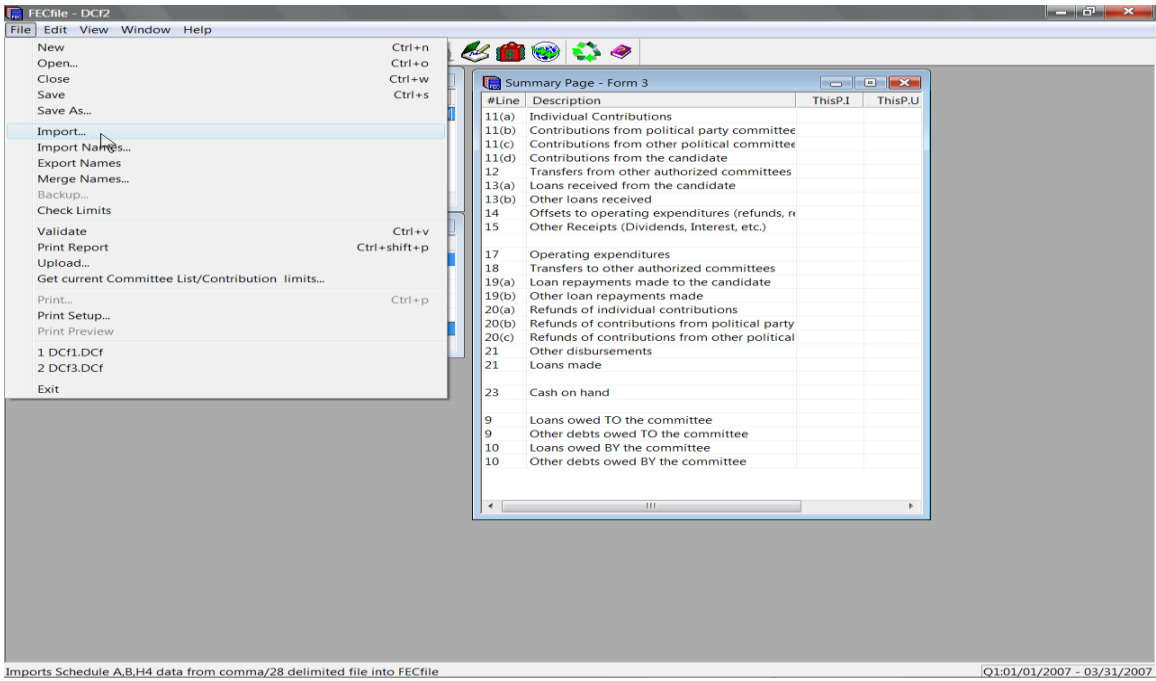 FECfile - DCf2
File Edit View Window Help
New Ctrl+n
Open... Ctrl+o
Close Ctrl+w
Save Ctrl+s
Save As...
Import...
Import Names...
Export Names
Merge Names...
Backup...
Check Limits
Validate Ctrl+v
Print Report Ctrl+shift+p
Upload...
Get current Committee List/Contribution limits...
Print... Ctrl+p
Print Setup...
Print Preview
1 DCf1.DCf
2 DCf3.DCf
Exit
Summary Page - Form 3
#Line Description ThisP.I ThisP.U
11(a) Individual Contributions
11(b) Contributions from political party committee
11(c) Contributions from other political committee
11(d) Contributions from the candidate
12 Transfers from other authorized committees
13(a) Loans received from the candidate
13(b) Other loans received
14 Offsets to operating expenditures (refunds, re
15 Other Receipts (Dividends, Interest, etc.)
17 Operating expenditures
18 Transfers to other authorized committees
19(a) Loan repayments made to the candidate
19(b) Other loan repayments made
20(a) Refunds of individual contributions
20(b) Refunds of contributions from political party
20(c) Refunds of contributions from other political
21 Other disbursements
21 Loans made
23 Cash on hand
9 Loans owed TO the committee
9 Other debts owed TO the committee
10 Loans owed BY the committee
10 Other debts owed BY the committee
Imports Schedule A,B,H4 data from comma/28 delimited file into FECfile
Q1:01/01/2007 - 03/31/2007